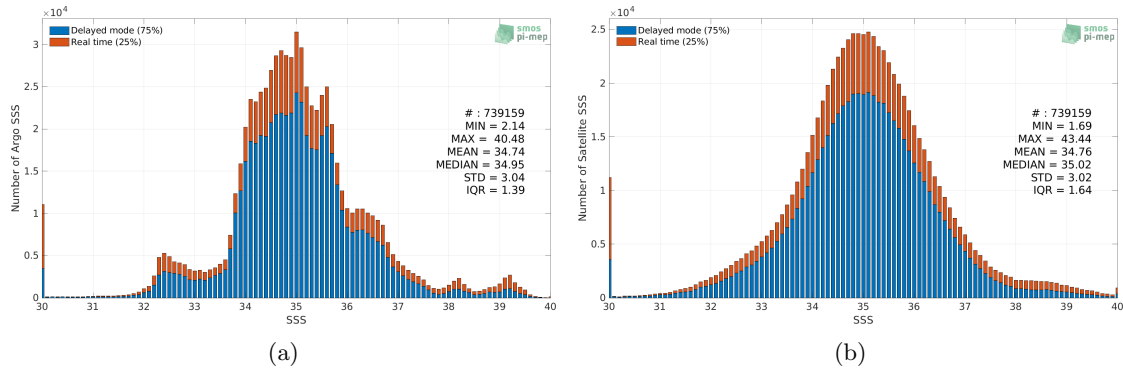 ×10⁴
Delayed mode (75%)
Real time (25%)
smos
pi-mep
# : 739159
MIN = 2.14
MAX = 40.48
MEAN = 34.74
MEDIAN = 34.95
STD = 3.04
IQR = 1.39
Number of Argo SSS
3
2.5
2
1.5
1
0.5
0
30 31 32 33 34 35 36 37 38 39 40
SSS
(a)
×10⁴
Delayed mode (75%)
Real time (25%)
smos
pi-mep
# : 739159
MIN = 1.69
MAX = 43.44
MEAN = 34.76
MEDIAN = 35.02
STD = 3.02
IQR = 1.64
Number of Satellite SSS
2.5
2
1.5
1
0.5
0
30 31 32 33 34 35 36 37 38 39 40
SSS
(b)